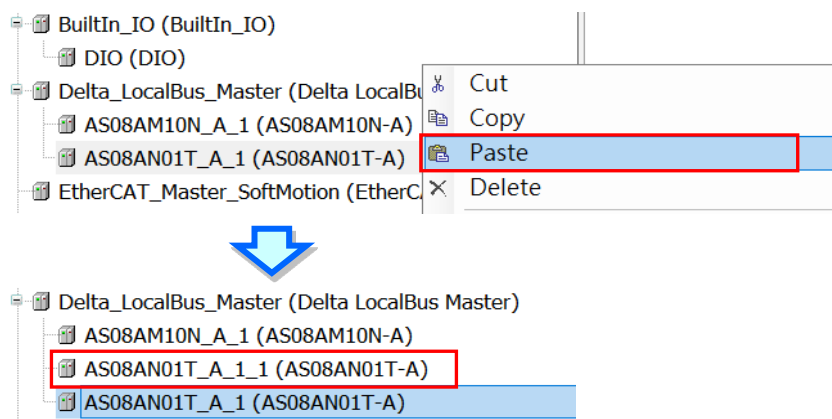 BuiltIn_IO (BuiltIn_IO)
DIO (DIO)
Delta_LocalBus_Master (Delta LocalBu
AS08AM10N_A_1 (AS08AM10N-A)
AS08AN01T_A_1 (AS08AN01T-A)
EtherCAT_Master_SoftMotion (EtherC
Cut
Copy
Paste
Delete
Delta_LocalBus_Master (Delta LocalBus Master)
AS08AM10N_A_1 (AS08AM10N-A)
AS08AN01T_A_1_1 (AS08AN01T-A)
AS08AN01T_A_1 (AS08AN01T-A)